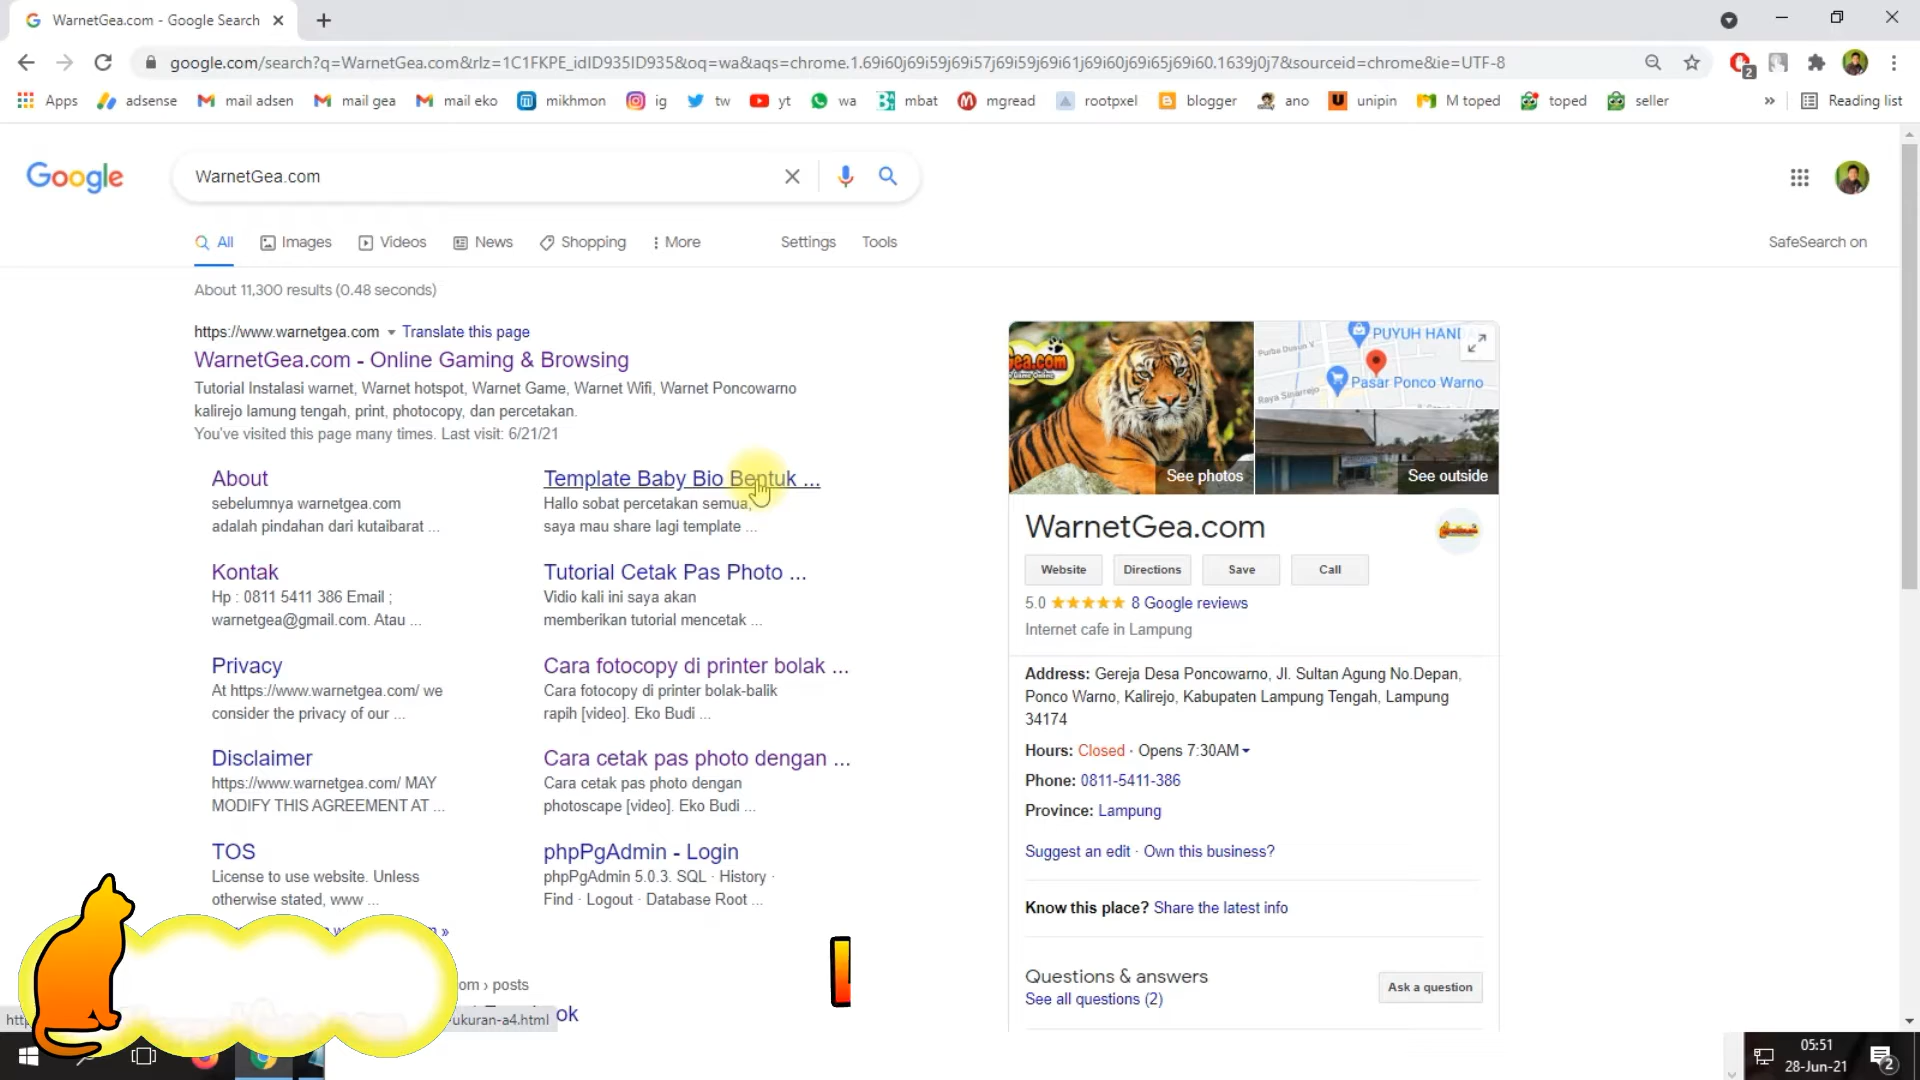 WarnetGea.com - Google Search
google.com/search?q=WarnetGea.com&rlz=1C1FKPE_idID935ID935&oq=wa&aqs=chrome.1.69i60j69i59j69i57j69i59j69i61j69i60j69i65j69i60.1639j0j7&sourceid=chrome&ie=UTF-8
2
Apps adsense mail adsen mail gea mail eko mikhmon ig tw yt wa mbat mgread rootpxel blogger ano unipin M toped toped seller » Reading list
Google
WarnetGea.com
All Images Videos News Shopping More Settings Tools
SafeSearch on
About 11,300 results (0.48 seconds)
https://www.warnetgea.com Translate this page
WarnetGea.com - Online Gaming & Browsing
Tutorial Instalasi warnet, Warnet hotspot, Warnet Game, Warnet Wifi, Warnet Poncowarno
kalirejo lamung tengah, print, photocopy, dan percetakan.
You've visited this page many times. Last visit: 6/21/21
About
sebelumnya warnetgea.com
adalah pindahan dari kutaibarat ...
Kontak
Hp : 0811 5411 386 Email ;
warnetgea@gmail.com. Atau ...
Privacy
At https://www.warnetgea.com/ we
consider the privacy of our ...
Disclaimer
https://www.warnetgea.com/ MAY
MODIFY THIS AGREEMENT AT ...
TOS
License to use website. Unless
otherwise stated, www ...
Template Baby Bio Bentuk ...
Hallo sobat percetakan semua,
saya mau share lagi template ...
Tutorial Cetak Pas Photo ...
Vidio kali ini saya akan
memberikan tutorial mencetak ...
Cara fotocopy di printer bolak ...
Cara fotocopy di printer bolak-balik
rapih [video]. Eko Budi ...
Cara cetak pas photo dengan ...
Cara cetak pas photo dengan
photoscape [video]. Eko Budi ...
phpPgAdmin - Login
phpPgAdmin 5.0.3. SQL · History ·
Find · Logout · Database Root ...
»
om › posts
ok
htt
ukuran-a4.html
PUYUH HAND
Purba Dusun V
Pasar Ponco Warno
Raya Sinarrejo
See photos
See outside
WarnetGea.com
Website Directions Save Call
5.0 8 Google reviews
Internet cafe in Lampung
Address: Gereja Desa Poncowarno, Jl. Sultan Agung No.Depan,
Ponco Warno, Kalirejo, Kabupaten Lampung Tengah, Lampung
34174
Hours: Closed · Opens 7:30AM
Phone: 0811-5411-386
Province: Lampung
Suggest an edit · Own this business?
Know this place? Share the latest info
Questions & answers
See all questions (2)
Ask a question
05:51
28-Jun-21
2